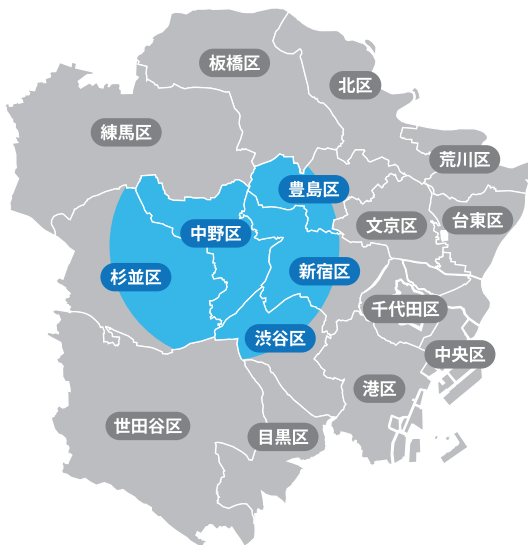 板橋区
北区
練馬区
荒川区
豊島区
台東区
文京区
中野区
杉並区
新宿区
千代田区
渋谷区
中央区
港区
世田谷区
目黒区